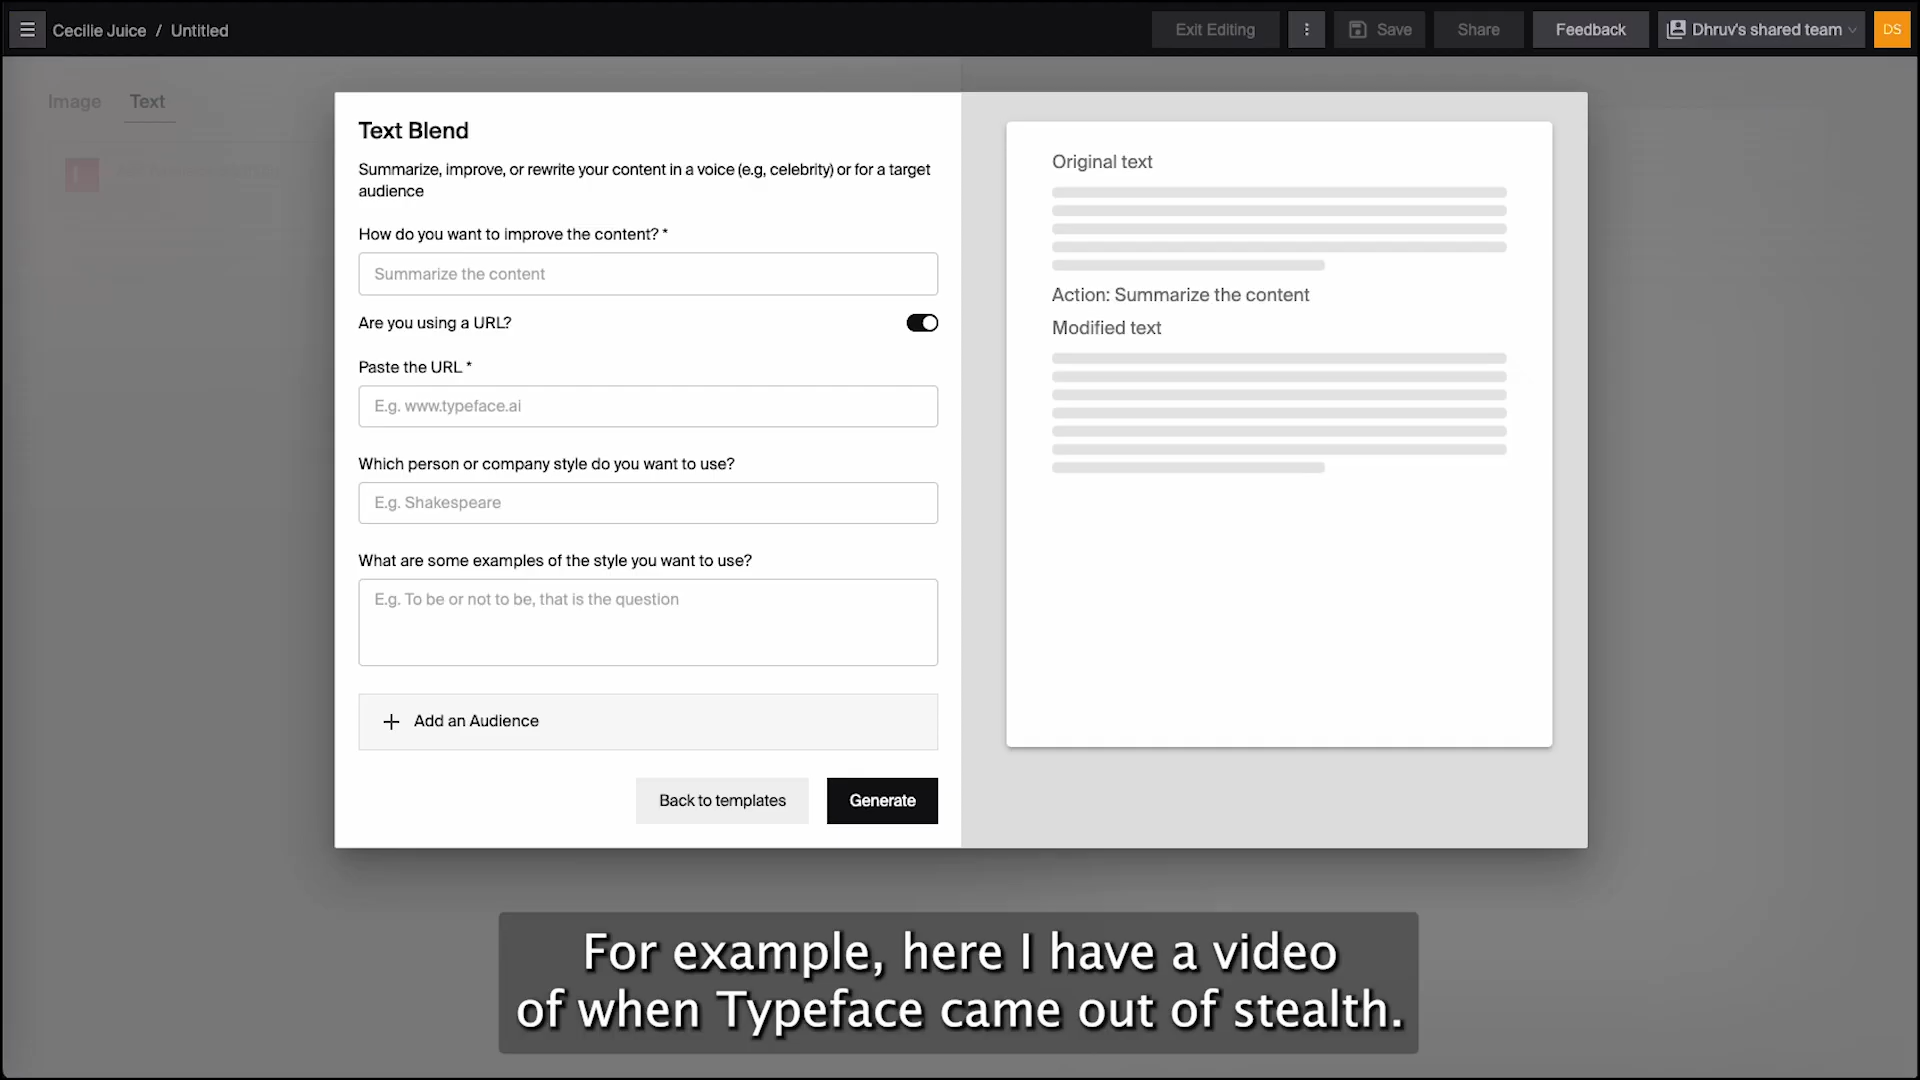 Cecilie Juice / Untitled
Exit Editing
Save
Share
Feedback
Dhruv's shared team
DS
Image
Text
Text Blend
Summarize, improve, or rewrite your content in a voice (e.g, celebrity) or for a target
audience
How do you want to improve the content? *
Summarize the content
Are you using a URL?
Paste the URL *
E.g. www.typeface.ai
Which person or company style do you want to use?
E.g. Shakespeare
What are some examples of the style you want to use?
E.g. To be or not to be, that is the question
+ Add an Audience
Back to templates
Generate
Original text
Action: Summarize the content
Modified text
For example, here I have a video
of when Typeface came out of stealth.